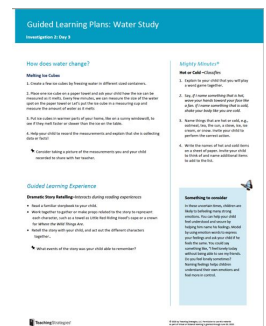 Guided Learning Plans: Water Study
Investigation 2: Day 5
How does water change?
Melting Ice Cubes
1. Create a few ice cubes by freezing water in different sized containers.
2. Place one ice cube on a paper towel and ask your child how the ice can be
measured as it melts. Every few minutes, we can measure the size of the water
spot on the paper towel or Let's put the ice cube in a measuring cup and
measure the amount of water as it melts.
3. Put ice cubes in warmer parts of your home, like on a sunny windowsill, to
see if they melt faster or slower than the ice on the table.
4. Help your child to record the measurements and explain that she is collecting
data or facts!
Consider taking a picture of the measurements you and your child
recorded to share with her teacher.
Guided Learning Experience
Dramatic Story Retelling-Interacts during reading experiences
Read a familiar storybook to your child.
Work together to gather or make props related to the story to represent
each character, such as a towel as Little Red Riding Hood's cape or a crown
for Where the Wild Things Are.
Retell the story with your child, and act out the different characters
together.
What events of the story was your child able to remember?
Mighty Minutes®
Hot or Cold-Classifies
1. Explain to your child that you will play
a word game together.
2. Say, If I name something that is hot,
wave your hands toward your face like
a fan. If I name something that is cold,
shake your body like you are cold.
3. Name things that are hot or cold, e.g.,
oatmeal, tea, the sun, a stove, ice, ice
cream, or snow. Invite your child to
perform the correct action.
4. Write the names of hot and cold items
on a sheet of paper. Invite your child
to think of and name additional items
to add to the list.
Something to consider
In these uncertain times, children are
likely to be having many strong
emotions. You can help your child
feel understood and secure by
helping him name his feelings. Model
by using emotion words to express
your feelings and ask your child if he
feels the same. You could say
something like, "I feel lonely today
without being able to see my friends.
Do you feel lonely sometimes?"
Naming feelings helps children
understand their own emotions and
feel more in control.
TeachingStrategies®